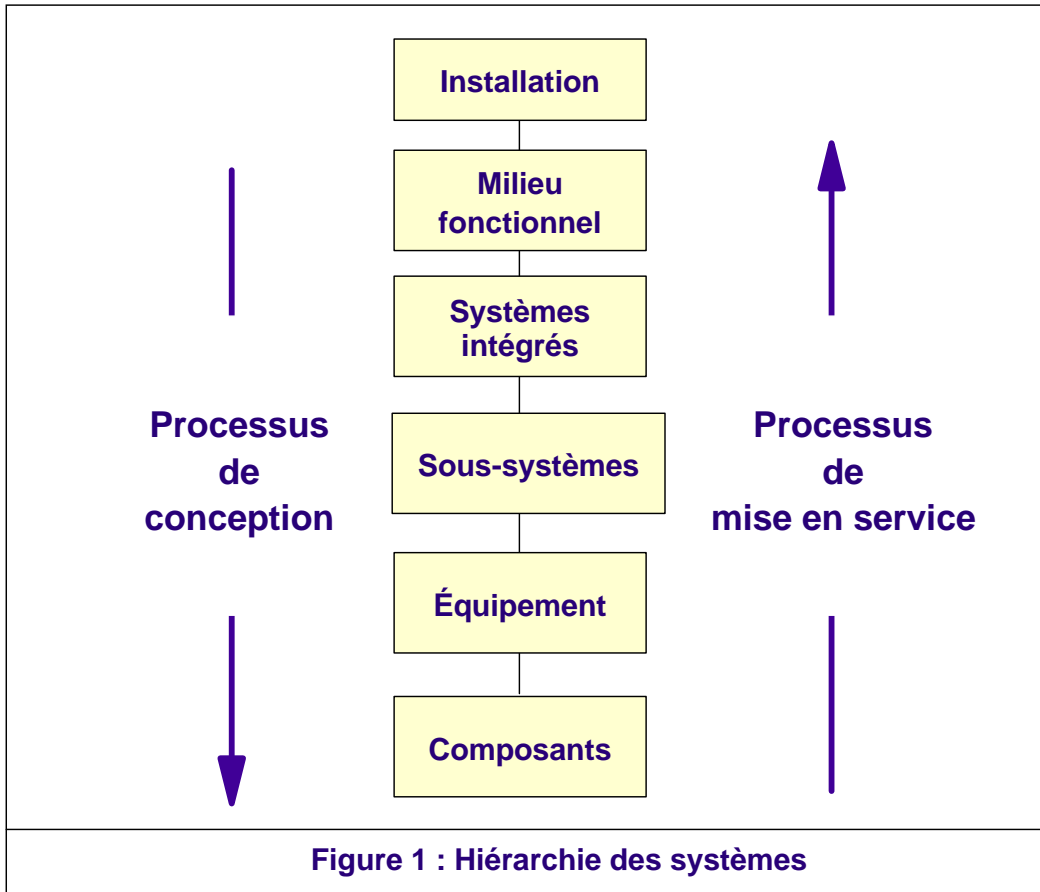 Installation
Milieu
fonctionnel
Systèmes
intégrés
Sous-systèmes
Équipement
Composants
Processus
de
conception
Processus
de
mise en service
Figure 1 : Hiérarchie des systèmes